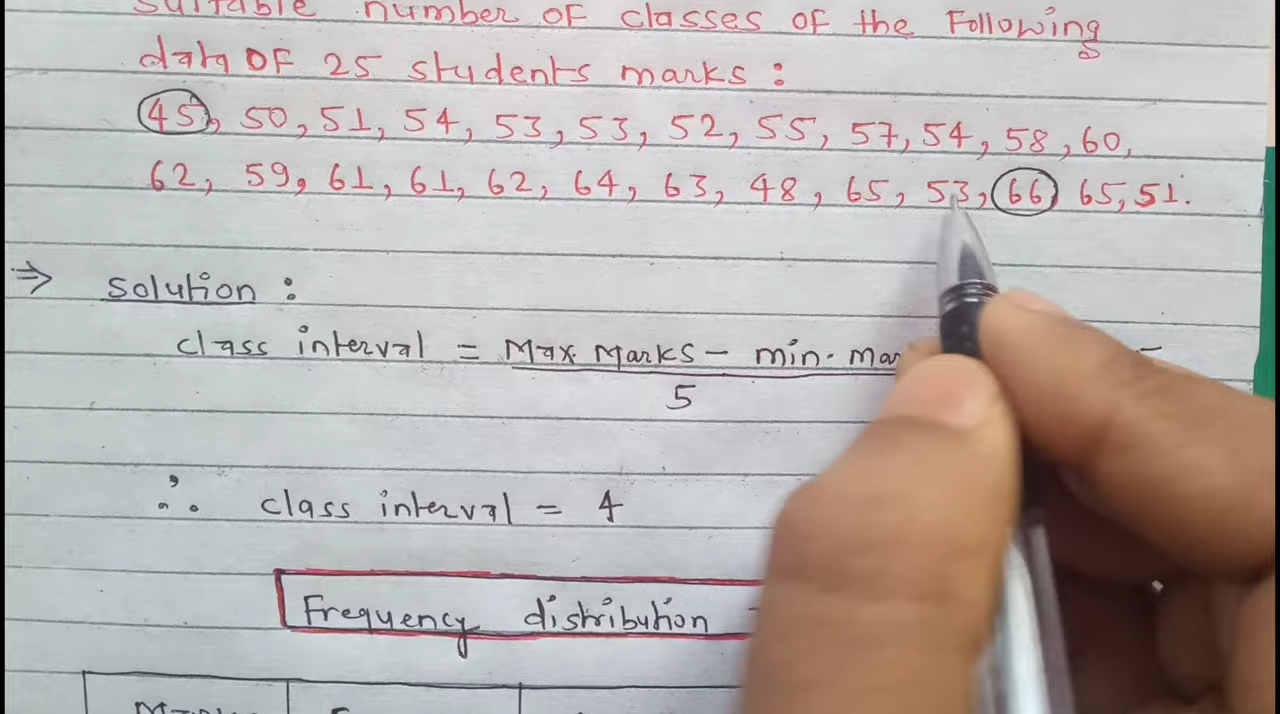 suitable number of classes of the Following
data of 25 students marks :
45, 50, 51, 54, 53, 53, 52, 55, 57, 54, 58, 60,
62, 59, 61, 61, 62, 64, 63, 48, 65, 53, 66 65, 51.
⇒ Solution :
class interval = Max. Marks - min.
5
∴ class interval = 4
Frequency distribution